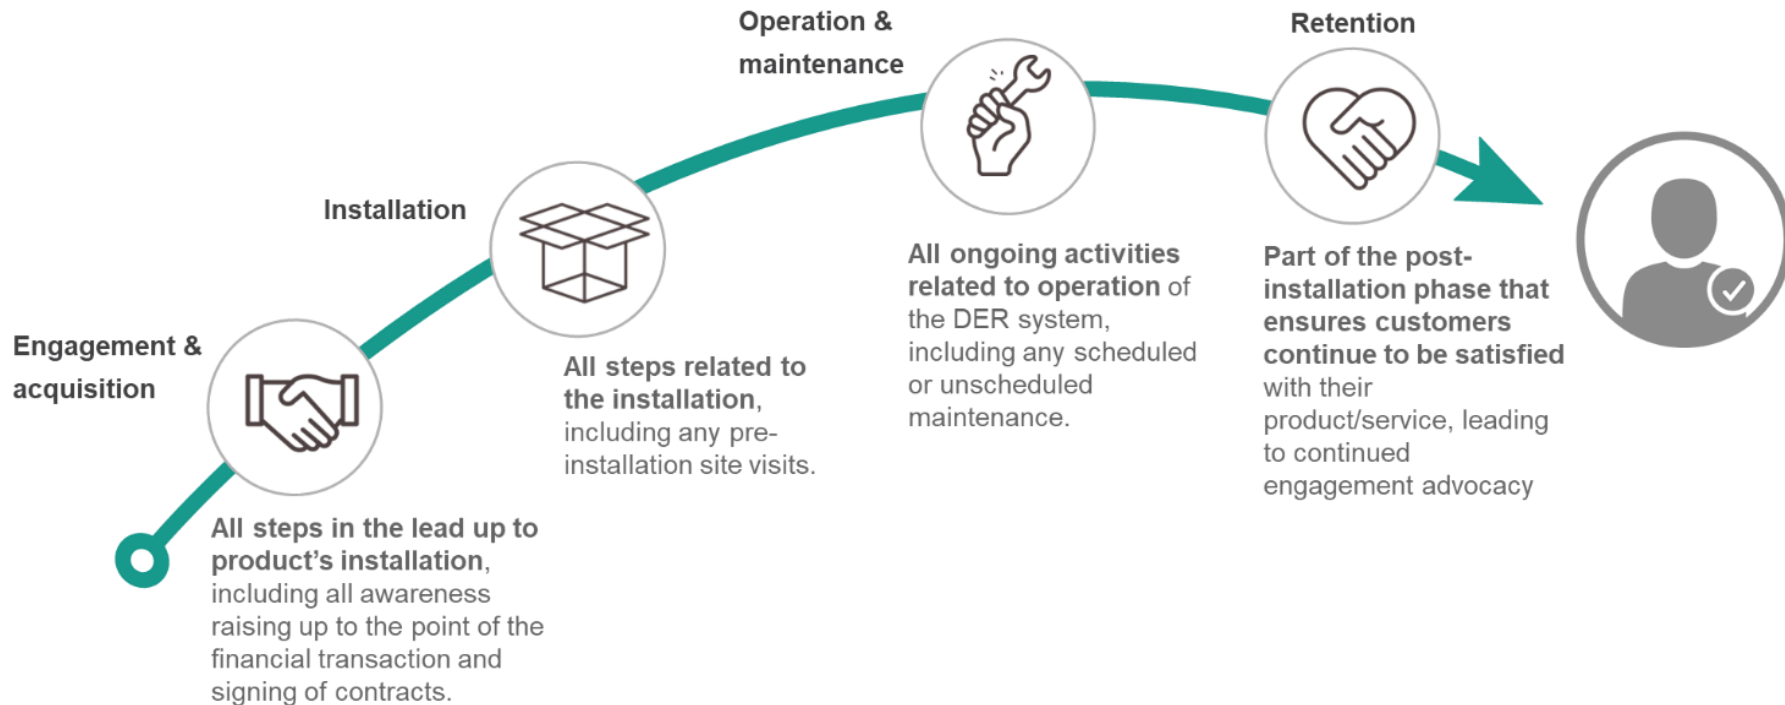 Engagement &
acquisition
All steps in the lead up to
product’s installation,
including all awareness
raising up to the point of the
financial transaction and
signing of contracts.
Installation
All steps related to
the installation,
including any pre-
installation site visits.
Operation &
maintenance
All ongoing activities
related to operation of
the DER system,
including any scheduled
or unscheduled
maintenance.
Retention
Part of the post-
installation phase that
ensures customers
continue to be satisfied
with their
product/service, leading
to continued
engagement advocacy